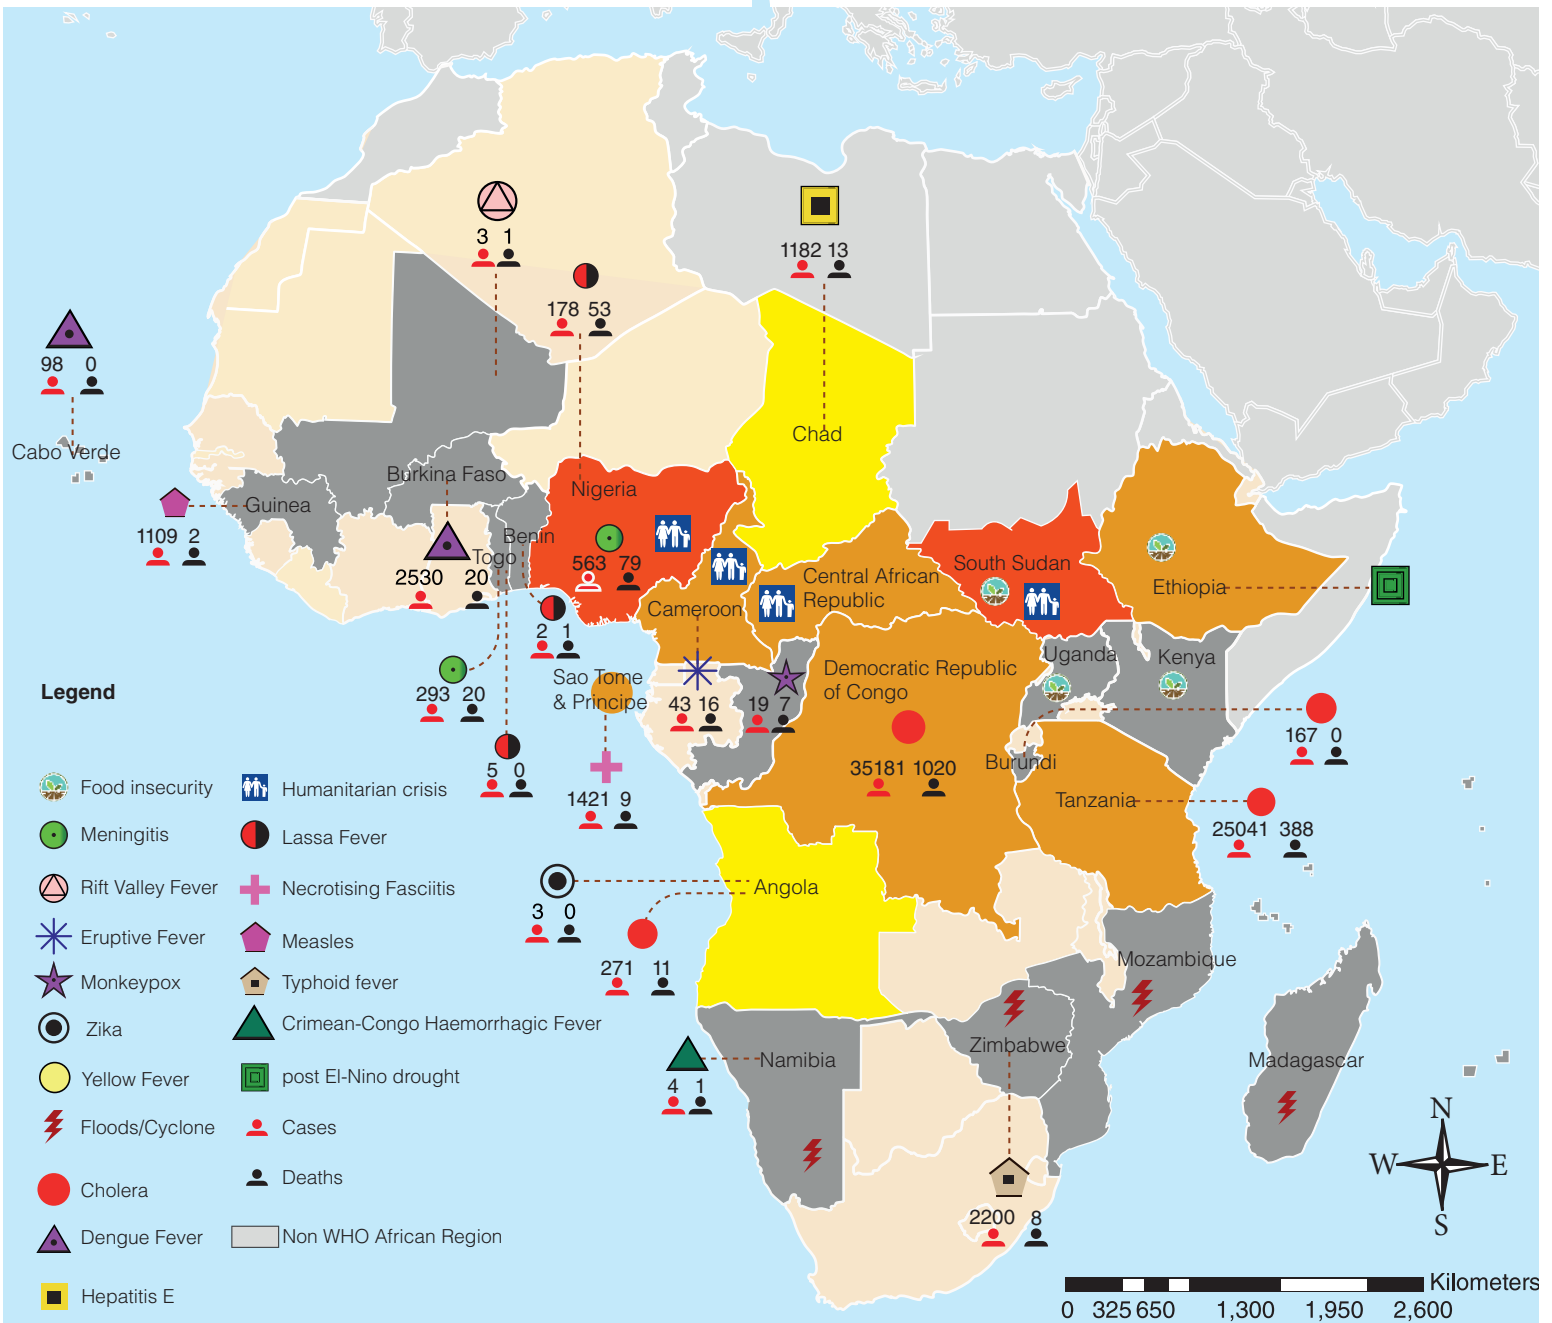 3 1
178 53
1182 13
98 0
Cabo Verde
Chad
Burkina Faso
Nigeria
Guinea
1109 2
Benin
Togo
2530 20
563 79
South Sudan
Central African
Republic
Ethiopia
Cameroon
2 1
Uganda
Kenya
Democratic Republic
of Congo
Sao Tome
& Principe
293 20
43 16
19 7
167 0
Burundi
5 0
35181 1020
1421 9
Tanzania
25041 388
Angola
3 0
271 11
Mozambique
Zimbabwe
Namibia
Madagascar
4 1
2200 8
Legend
Food insecurity
Humanitarian crisis
Meningitis
Lassa Fever
Rift Valley Fever
Necrotising Fasciitis
Eruptive Fever
Measles
Monkeypox
Typhoid fever
Zika
Crimean-Congo Haemorrhagic Fever
Yellow Fever
post El-Nino drought
Floods/Cyclone
Cases
Cholera
Deaths
Dengue Fever
Non WHO African Region
Hepatitis E
N
W E
S
Kilometers
0 325 650 1,300 1,950 2,600